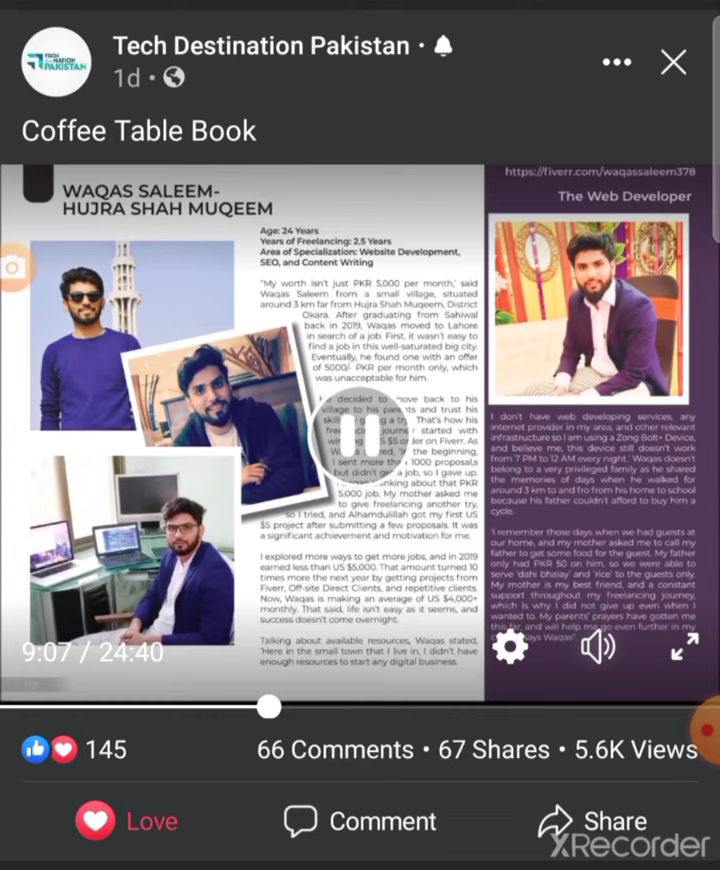 Tech Destination Pakistan •
1d •
TECH
NATION
PAKISTAN
Coffee Table Book
WAQAS SALEEM-
HUJRA SHAH MUQEEM
Age: 24 Years
Years of Freelancing: 2.5 Years
Area of Specialization: Website Development,
SEO, and Content Writing
"My worth isn't just PKR 5,000 per month,' said
Waqas Saleem from a small village, situated
around 3 km far from Hujra Shah Muqeem, District
Okara. After graduating from Sahiwal
back in 2019, Waqas moved to Lahore
in search of a job. First, it wasn't easy to
find a job in this well-saturated big city.
Eventually, he found one with an offer
of 5000/- PKR per month only, which
was unacceptable for him.
decided to move back to his
village to his parents and trust his
a try. That's how his
started with
on Fiverr. As
the beginning,
I sent more 1000 proposals
but didn't a job, so I gave up.
about that PKR
5,000 job. My mother asked me
to give freelancing another try,
so I tried, and Alhamdulillah got my first US
$5 project after submitting a few proposals. It was
a significant achievement and motivation for me.
I explored more ways to get more jobs, and in 2019
earned less than US $5,000. That amount turned 10
times more the next year by getting projects from
Fiverr, Off-site Direct Clients, and repetitive clients.
Now, Waqas is making an average of US $4,000+
monthly. That said, life isn't easy as it seems, and
success doesn't come overnight.
Talking about available resources, Waqas stated,
'Here in the small town that I live in, I didn't have
enough resources to start any digital business.
https://fiverr.com/waqassaleem378
The Web Developer
I don't have web developing services, any
internet provider in my area, and other relevant
infrastructure so I am using a Zong Bolt+ Device,
and believe me, this device still doesn't work
from 7 PM to 12 AM every night.' Waqas doesn't
belong to a very privileged family as he shared
the memories of days when he walked for
around 3 km to and fro from his home to school
because his father couldn't afford to buy him a
cycle.
'I remember those days when we had guests at
our home, and my mother asked me to call my
father to get some food for the guest. My father
only had PKR 50 on him, so we were able to
serve 'dahi bhalay' and 'rice' to the guests only.
My mother is my best friend, and a constant
support throughout my freelancing journey,
which is why I did not give up even when I
wanted to. My parents' prayers have gotten me
this far, and will help me go even further in my
says Waqas"
9:07 / 24:40
145
66 Comments • 67 Shares • 5.6K Views
Love
Comment
Share
XRecorder